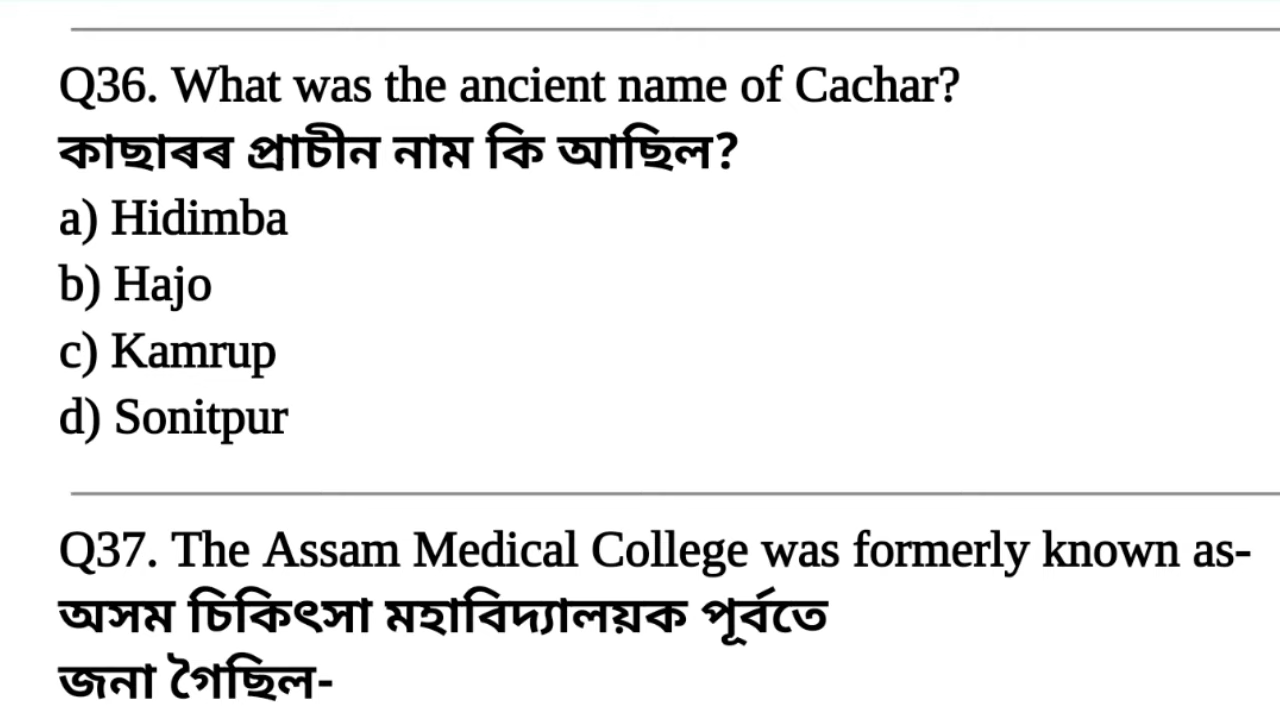 Q36. What was the ancient name of Cachar?
কাছাৰৰ প্ৰাচীন নাম কি আছিল?
a) Hidimba
b) Hajo
c) Kamrup
d) Sonitpur
Q37. The Assam Medical College was formerly known as-
অসম চিকিৎসা মহাবিদ্যালয়ক পূৰ্বতে
জনা গৈছিল-